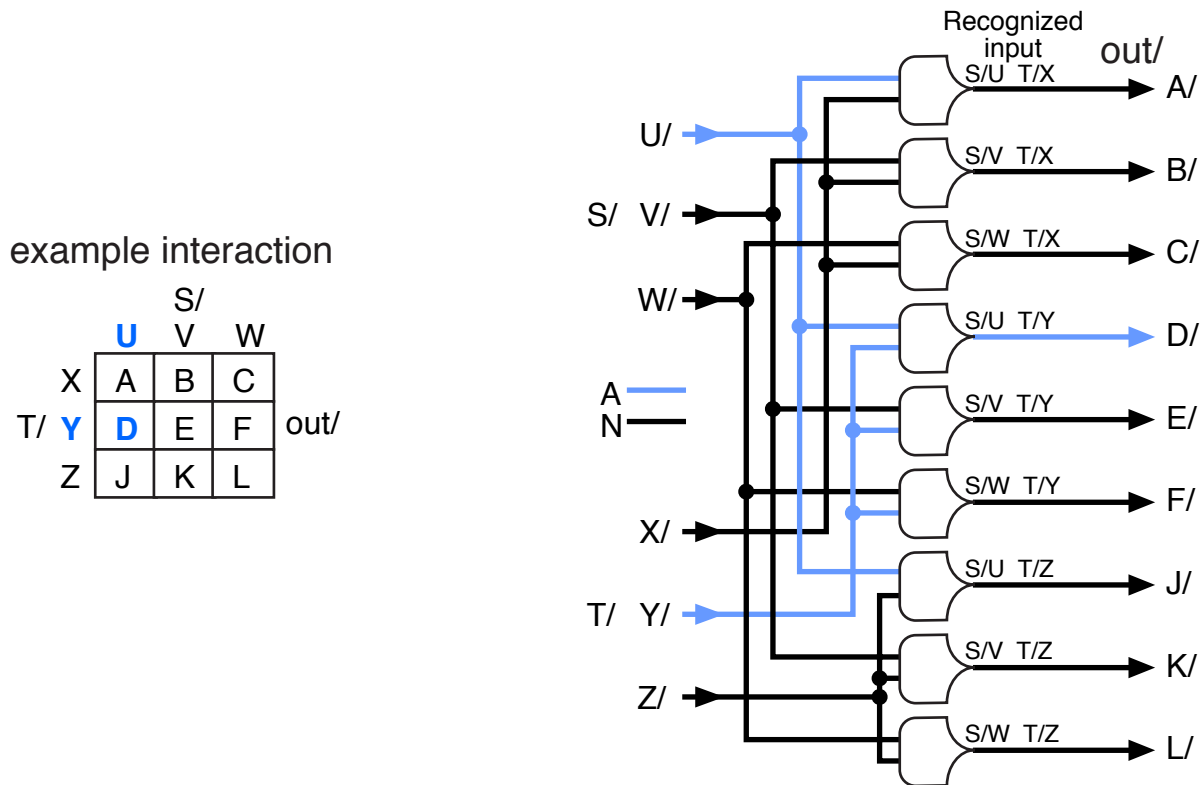 example interaction
S/
U V W
X A B C
T/ Y D E F out/
Z J K L
Recognized
input
out/
U/
S/ V/
W/
A
N
X/
T/ Y/
Z/
S/U T/X A/
S/V T/X B/
S/W T/X C/
S/U T/Y D/
S/V T/Y E/
S/W T/Y F/
S/U T/Z J/
S/V T/Z K/
S/W T/Z L/